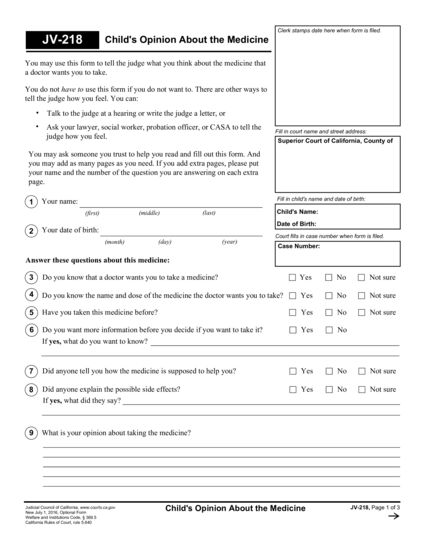 JV-218
Child's Opinion About the Medicine
Clerk stamps date here when form is filed.
You may use this form to tell the judge what you think about the medicine that
a doctor wants you to take.
You do not have to use this form if you do not want to. There are other ways to
tell the judge how you feel. You can:
• Talk to the judge at a hearing or write the judge a letter, or
• Ask your lawyer, social worker, probation officer, or CASA to tell the
judge how you feel.
You may ask someone you trust to help you read and fill out this form. And
you may add as many pages as you need. If you add extra pages, please put
your name and the number of the question you are answering on each extra
page.
Fill in court name and street address:
Superior Court of California, County of
Fill in child's name and date of birth:
Child's Name:
Date of Birth:
Court fills in case number when form is filed.
Case Number:
1 Your name:
(first) (middle) (last)
2 Your date of birth:
(month) (day) (year)
Answer these questions about this medicine:
3 Do you know that a doctor wants you to take a medicine? Yes No Not sure
4 Do you know the name and dose of the medicine the doctor wants you to take? Yes No Not sure
5 Have you taken this medicine before? Yes No Not sure
6 Do you want more information before you decide if you want to take it? Yes No
If yes, what do you want to know?
7 Did anyone tell you how the medicine is supposed to help you? Yes No Not sure
8 Did anyone explain the possible side effects? Yes No Not sure
If yes, what did they say?
9 What is your opinion about taking the medicine?
Judicial Council of California, www.courts.ca.gov
New July 1, 2016, Optional Form
Welfare and Institutions Code, § 369.5
California Rules of Court, rule 5.640
Child's Opinion About the Medicine
JV-218, Page 1 of 3